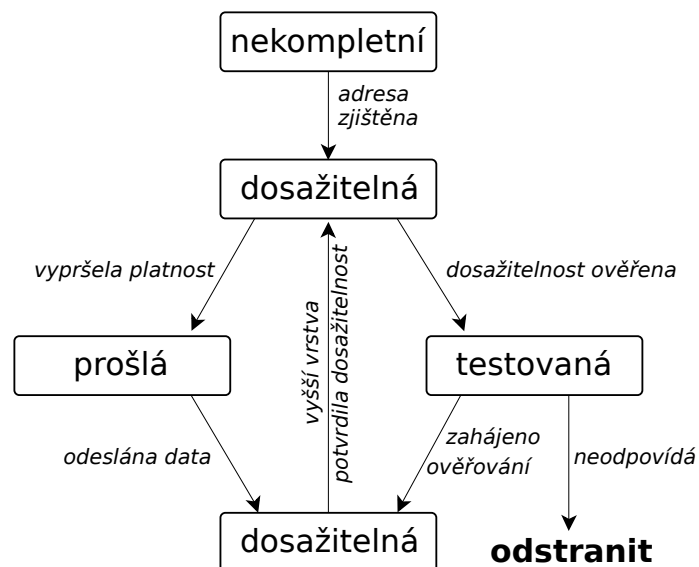 nekompletní
adresa
zjištěna
dosažitelná
vypršela platnost
dosažitelnost ověřena
vyšší vrstva
potvrdila dosažitelnost
prošlá
testovaná
odeslána data
zahájeno
ověřování
neodpovídá
dosažitelná
odstranit